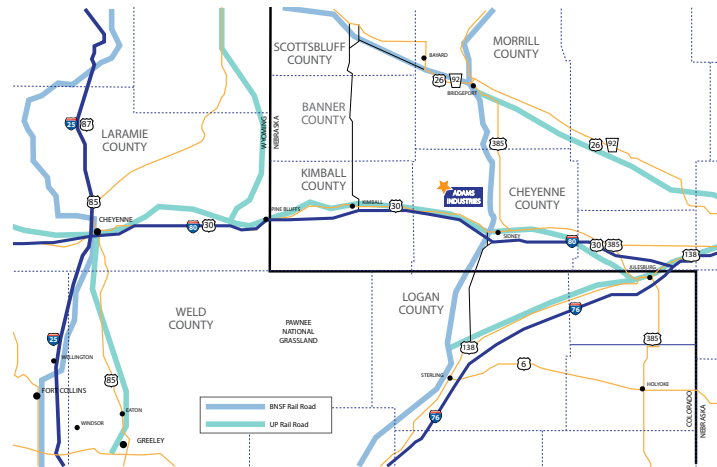 SCOTTSBLUFF
COUNTY
MORRILL
COUNTY
BAYARD
26
92
BRIDGEPORT
BANNER
COUNTY
25
87
LARAMIE
COUNTY
WYOMING
NEBRASKA
385
26
92
KIMBALL
COUNTY
ADAMS
INDUSTRIES
CHEYENNE
COUNTY
85
CHEYENNE
PINE BLUFFS
KIMBALL
30
80
30
SIDNEY
80
30
385
138
JULESBURG
WELD
COUNTY
PAWNEE
NATIONAL
GRASSLAND
LOGAN
COUNTY
76
25
138
385
WELLINGTON
6
85
STERLING
HOLYOKE
FORT COLLINS
EATON
WINDSOR
GREELEY
BNSF Rail Road
UP Rail Road
76
COLORADO
NEBRASKA